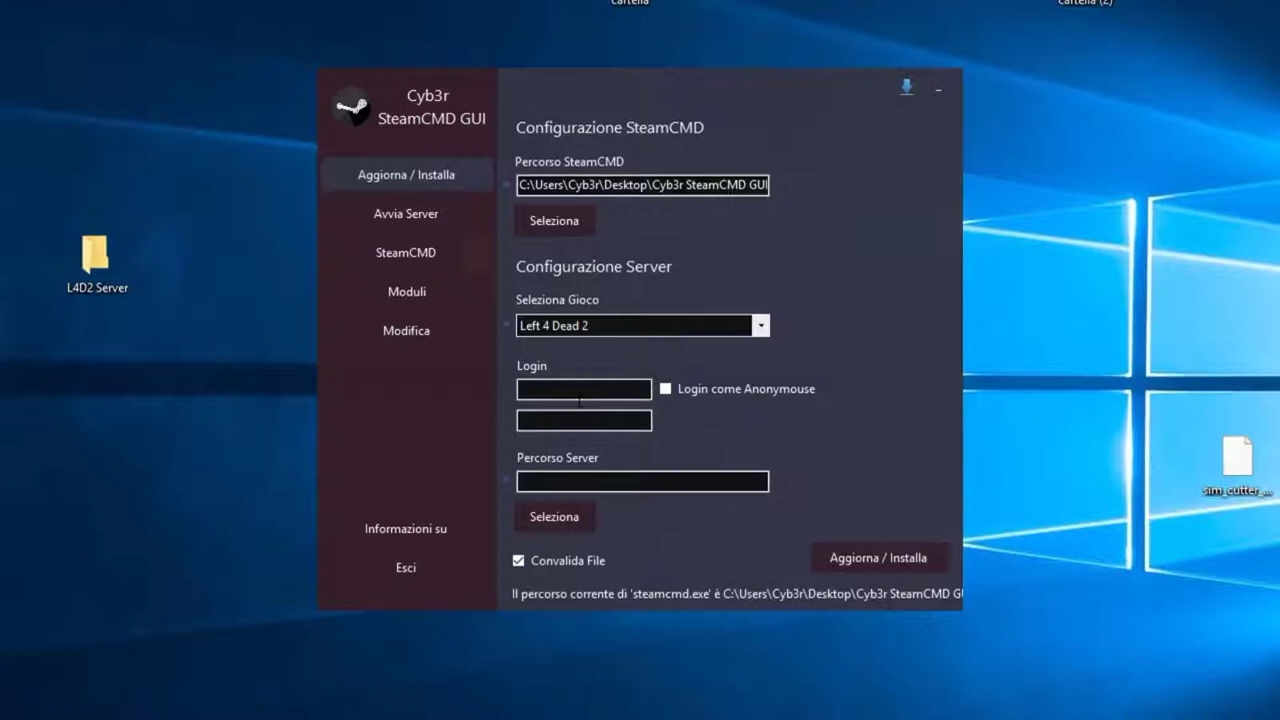 cartella
cartella (2)
Cyb3r
SteamCMD GUI
Configurazione SteamCMD
Percorso SteamCMD
Aggiorna / Installa
C:\Users\Cyb3r\Desktop\Cyb3r SteamCMD GUI
Avvia Server
Seleziona
SteamCMD
Configurazione Server
L4D2 Server
Moduli
Seleziona Gioco
Modifica
Left 4 Dead 2
Login
Login come Anonymouse
Percorso Server
sim_cutter_...
Seleziona
Informazioni su
Convalida File
Aggiorna / Installa
Esci
Il percorso corrente di 'steamcmd.exe' è C:\Users\Cyb3r\Desktop\Cyb3r SteamCMD GU